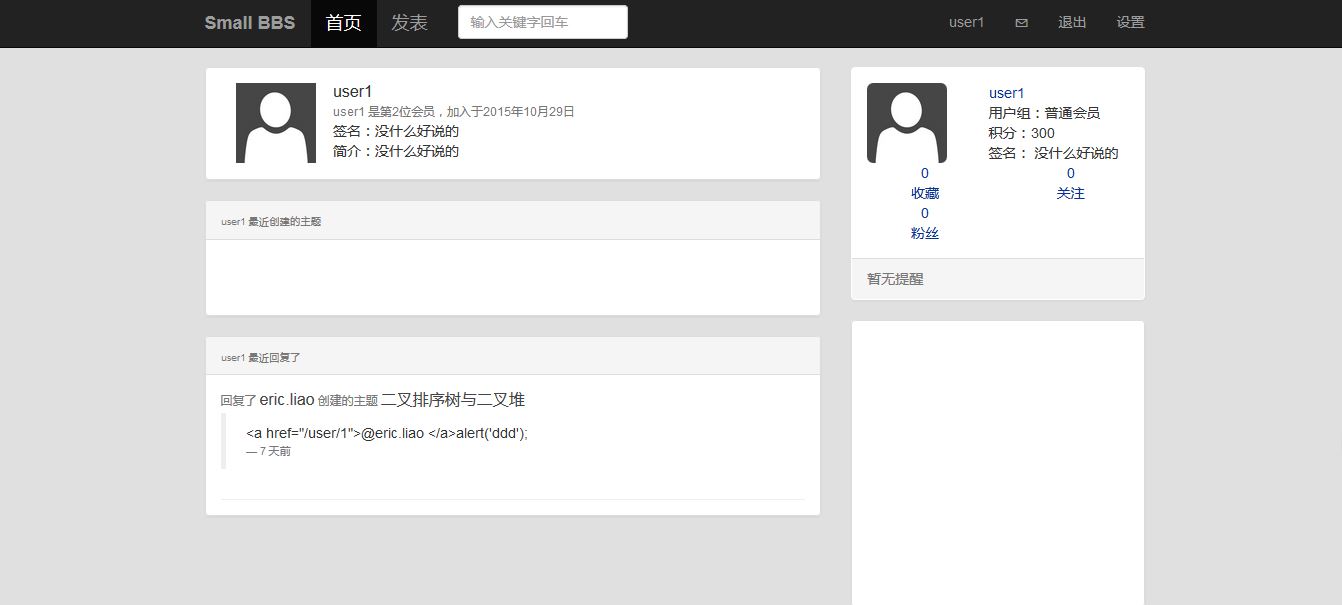 Small BBS 首页 发表 输入关键字回车 user1 退出 设置
user1
user1 是第2位会员，加入于2015年10月29日
签名：没什么好说的
简介：没什么好说的
user1 最近创建的主题
user1 最近回复了
回复了 eric.liao 创建的主题 二叉排序树与二叉堆
<a href="/user/1">@eric.liao </a>alert('ddd');
— 7 天前
user1
用户组：普通会员
积分：300
签名： 没什么好说的
0
收藏
0
关注
0
粉丝
暂无提醒